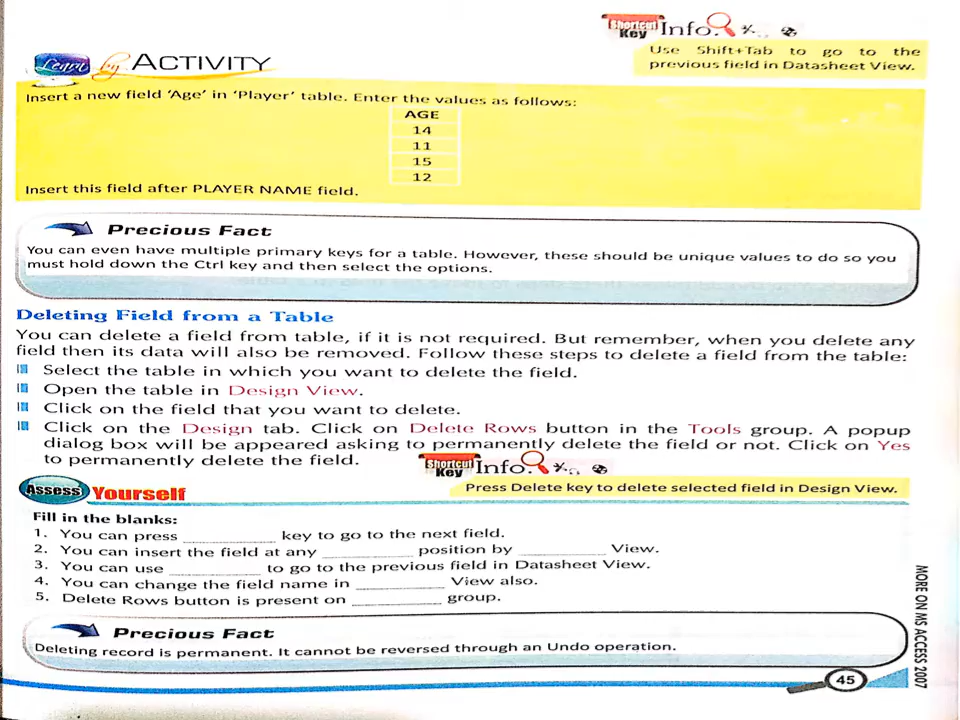 Shortcut Key Info.
Use Shift+Tab to go to the
previous field in Datasheet View.
Learn by ACTIVITY
Insert a new field ‘Age’ in ‘Player’ table. Enter the values as follows:
AGE
14
11
15
12
Insert this field after PLAYER NAME field.
Precious Fact
You can even have multiple primary keys for a table. However, these should be unique values to do so you
must hold down the Ctrl key and then select the options.
Deleting Field from a Table
You can delete a field from table, if it is not required. But remember, when you delete any
field then its data will also be removed. Follow these steps to delete a field from the table:
Select the table in which you want to delete the field.
Open the table in Design View.
Click on the field that you want to delete.
Click on the Design tab. Click on Delete Rows button in the Tools group. A popup
dialog box will be appeared asking to permanently delete the field or not. Click on Yes
to permanently delete the field.
Shortcut Key Info.
Press Delete key to delete selected field in Design View.
Assess Yourself
Fill in the blanks:
1. You can press __________ key to go to the next field.
2. You can insert the field at any __________ position by __________ View.
3. You can use __________ to go to the previous field in Datasheet View.
4. You can change the field name in __________ View also.
5. Delete Rows button is present on __________ group.
Precious Fact
Deleting record is permanent. It cannot be reversed through an Undo operation.
MORE ON MS ACCESS 2007
45